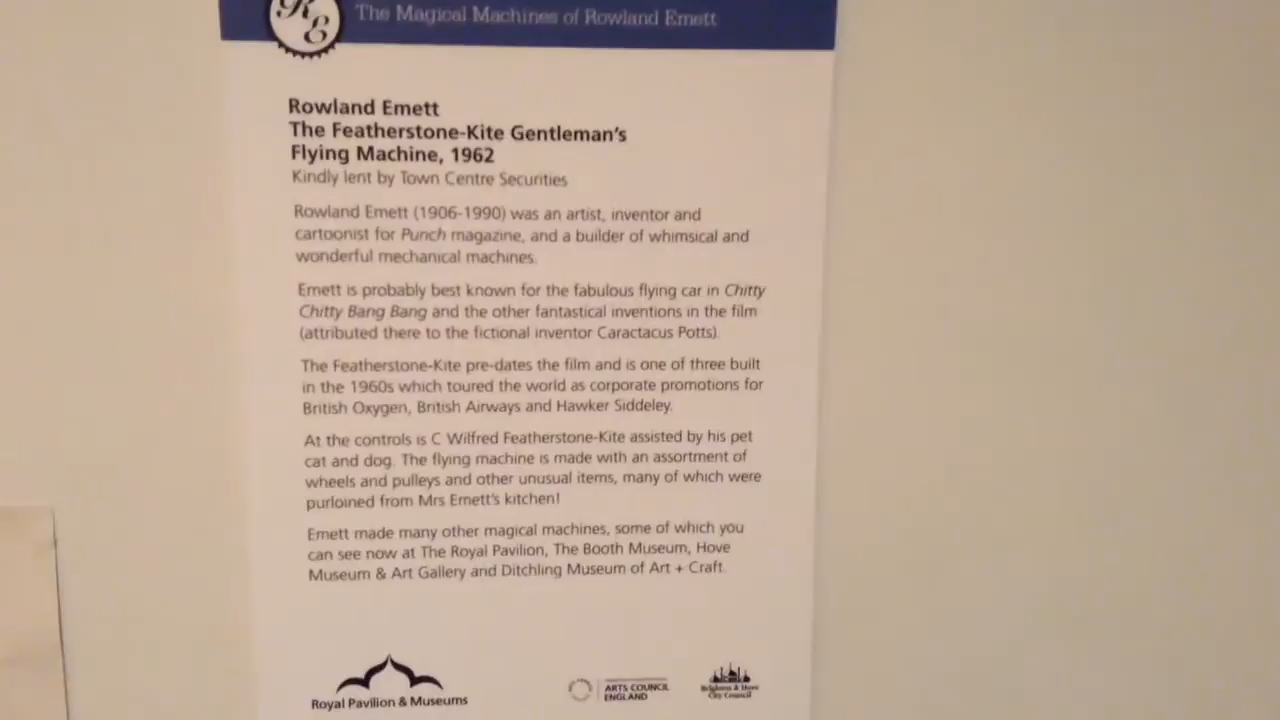 RE
The Magical Machines of Rowland Emett
Rowland Emett
The Featherstone-Kite Gentleman's
Flying Machine, 1962
Kindly lent by Town Centre Securities
Rowland Emett (1906-1990) was an artist, inventor and
cartoonist for Punch magazine, and a builder of whimsical and
wonderful mechanical machines.
Emett is probably best known for the fabulous flying car in Chitty
Chitty Bang Bang and the other fantastical inventions in the film
(attributed there to the fictional inventor Caractacus Potts).
The Featherstone-Kite pre-dates the film and is one of three built
in the 1960s which toured the world as corporate promotions for
British Oxygen, British Airways and Hawker Siddeley.
At the controls is C Wilfred Featherstone-Kite assisted by his pet
cat and dog. The flying machine is made with an assortment of
wheels and pulleys and other unusual items, many of which were
purloined from Mrs Emett's kitchen!
Emett made many other magical machines, some of which you
can see now at The Royal Pavilion, The Booth Museum, Hove
Museum & Art Gallery and Ditchling Museum of Art + Craft.
Royal Pavilion & Museums
ARTS COUNCIL
ENGLAND
Brighton & Hove
City Council